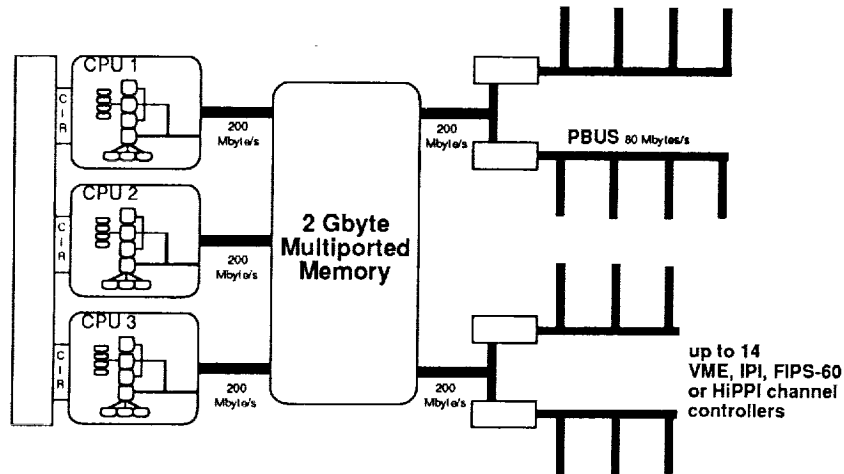 CPU 1
C
I
R
200
Mbyte/s
200
Mbyte/s
PBUS 80 Mbytes/s
CPU 2
C
I
R
200
Mbyte/s
2 Gbyte
Multiported
Memory
CPU 3
C
I
R
200
Mbyte/s
200
Mbyte/s
up to 14
VME, IPI, FIPS-60
or HiPPI channel
controllers